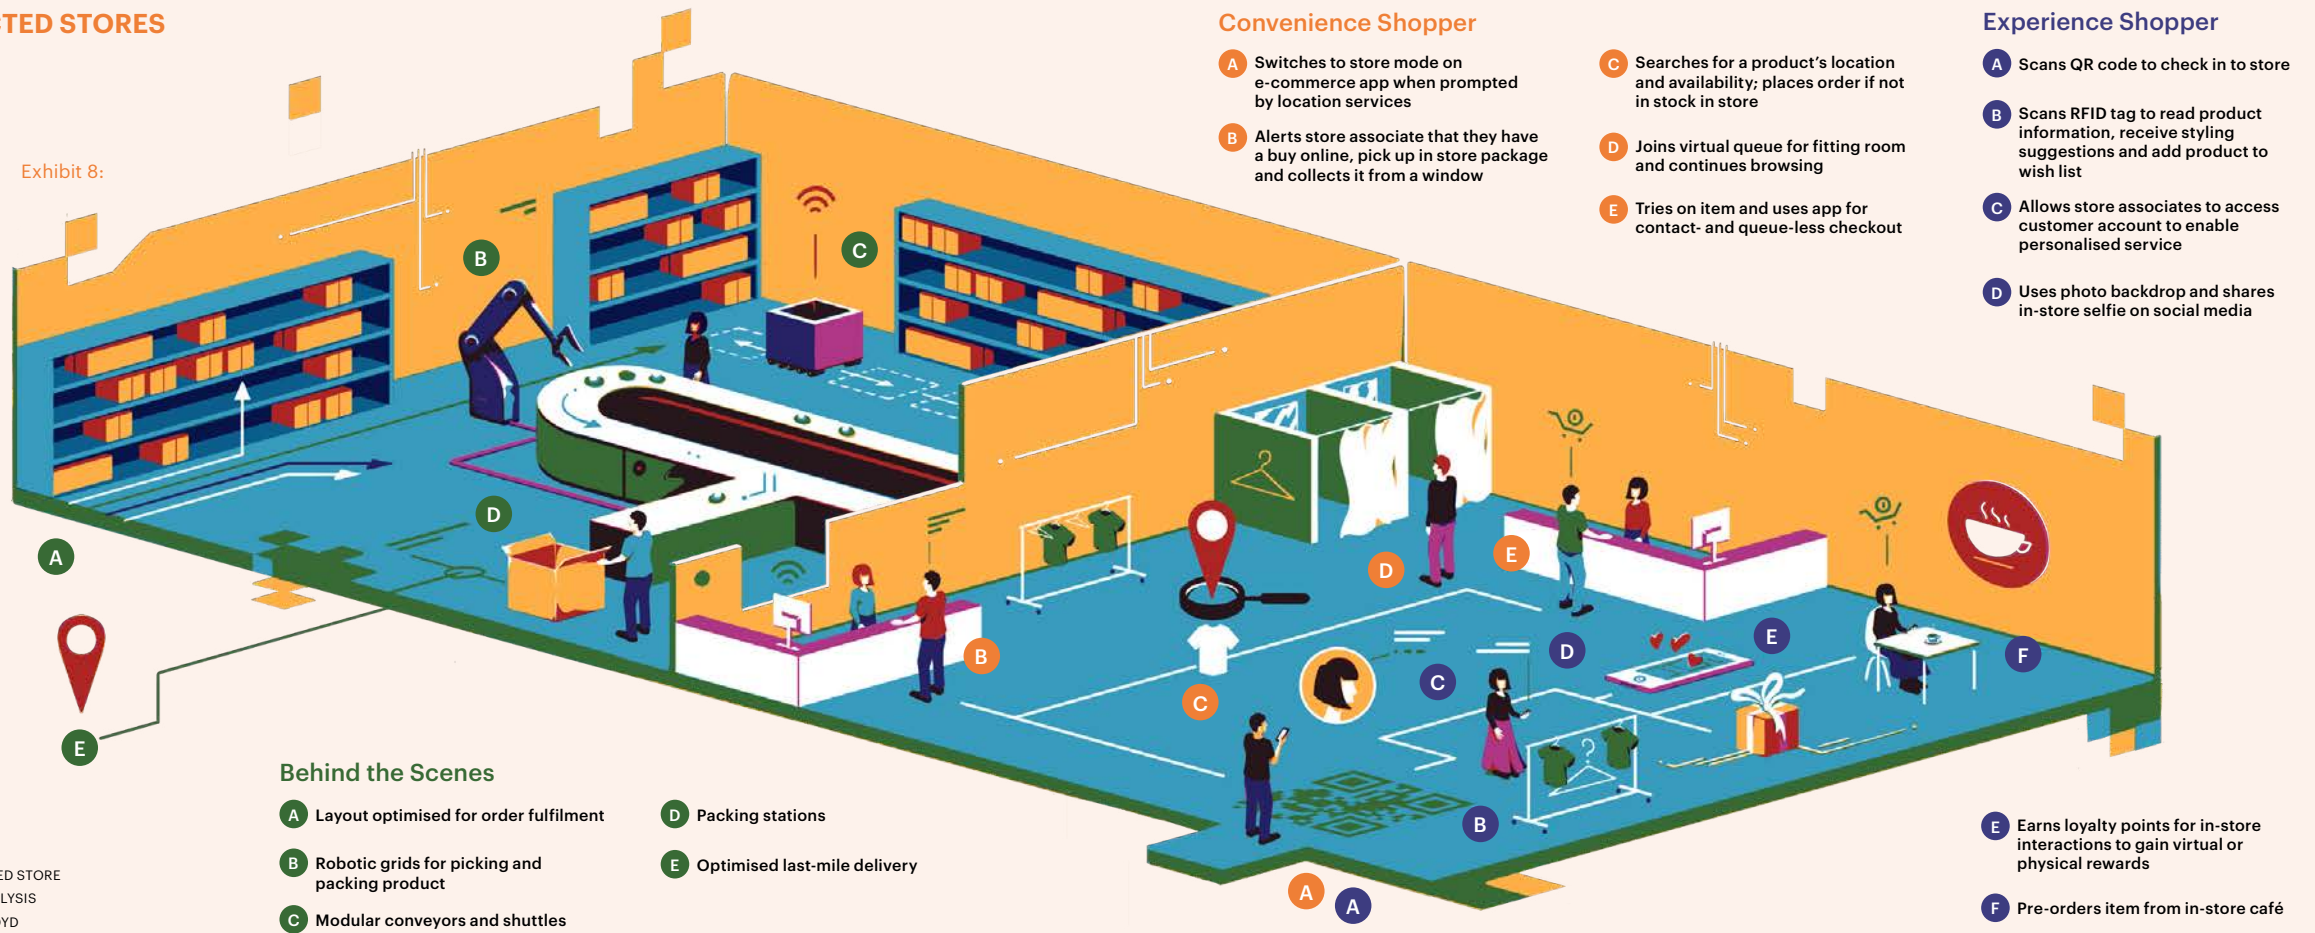 TED STORES
Exhibit 8:
Convenience Shopper
A Switches to store mode on
e-commerce app when prompted
by location services
B Alerts store associate that they have
a buy online, pick up in store package
and collects it from a window
C Searches for a product's location
and availability; places order if not
in stock in store
D Joins virtual queue for fitting room
and continues browsing
E Tries on item and uses app for
contact- and queue-less checkout
Experience Shopper
A Scans QR code to check in to store
B Scans RFID tag to read product
information, receive styling
suggestions and add product to
wish list
C Allows store associates to access
customer account to enable
personalised service
D Uses photo backdrop and shares
in-store selfie on social media
E Earns loyalty points for in-store
interactions to gain virtual or
physical rewards
F Pre-orders item from in-store café
B
C
D
A
E
B
D
E
C
C
D
E
F
B
A
A
Behind the Scenes
A Layout optimised for order fulfilment
B Robotic grids for picking and
packing product
C Modular conveyors and shuttles
D Packing stations
E Optimised last-mile delivery
ED STORE
LYSIS
YD